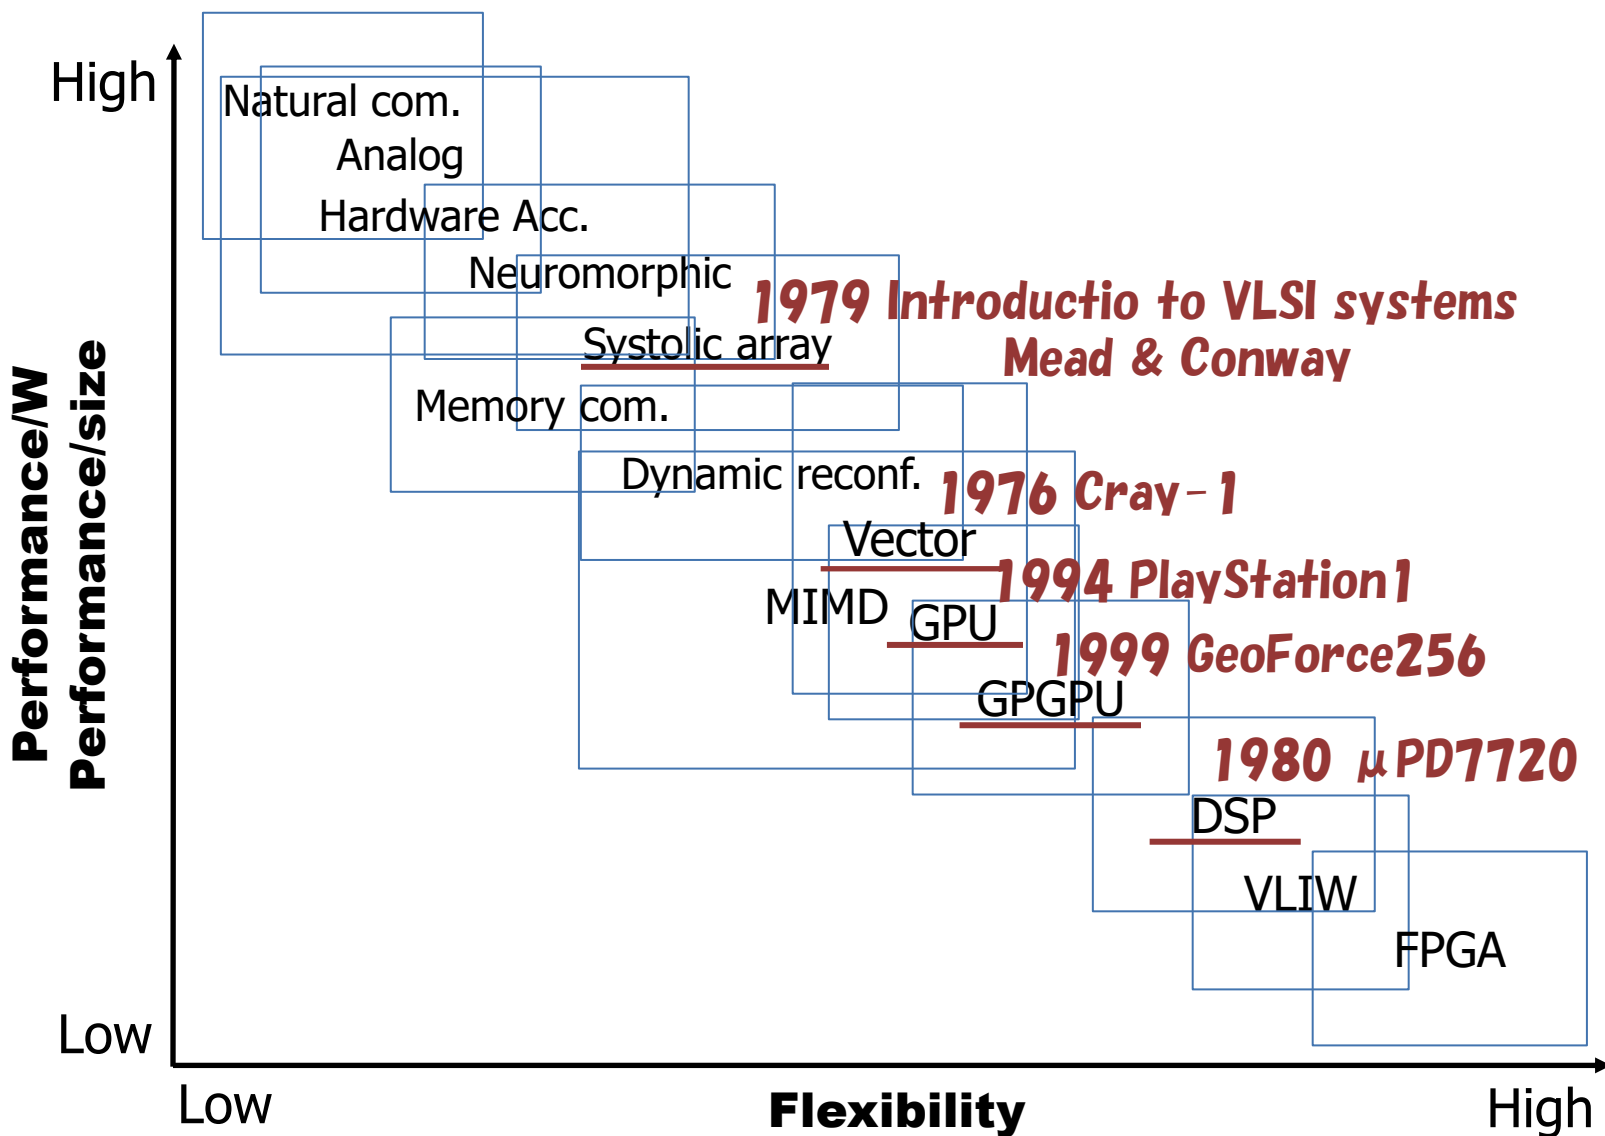 High
Natural com.
Analog
Hardware Acc.
Neuromorphic
1979 Introductio to VLSI systems
Mead & Conway
Systolic array
Memory com.
Dynamic reconf.
1976 Cray-1
Vector
1994 PlayStation1
MIMD
GPU
1999 GeoForce256
GPGPU
1980 μPD7720
DSP
VLIW
FPGA
Performance/W
Performance/size
Low
Low
Flexibility
High